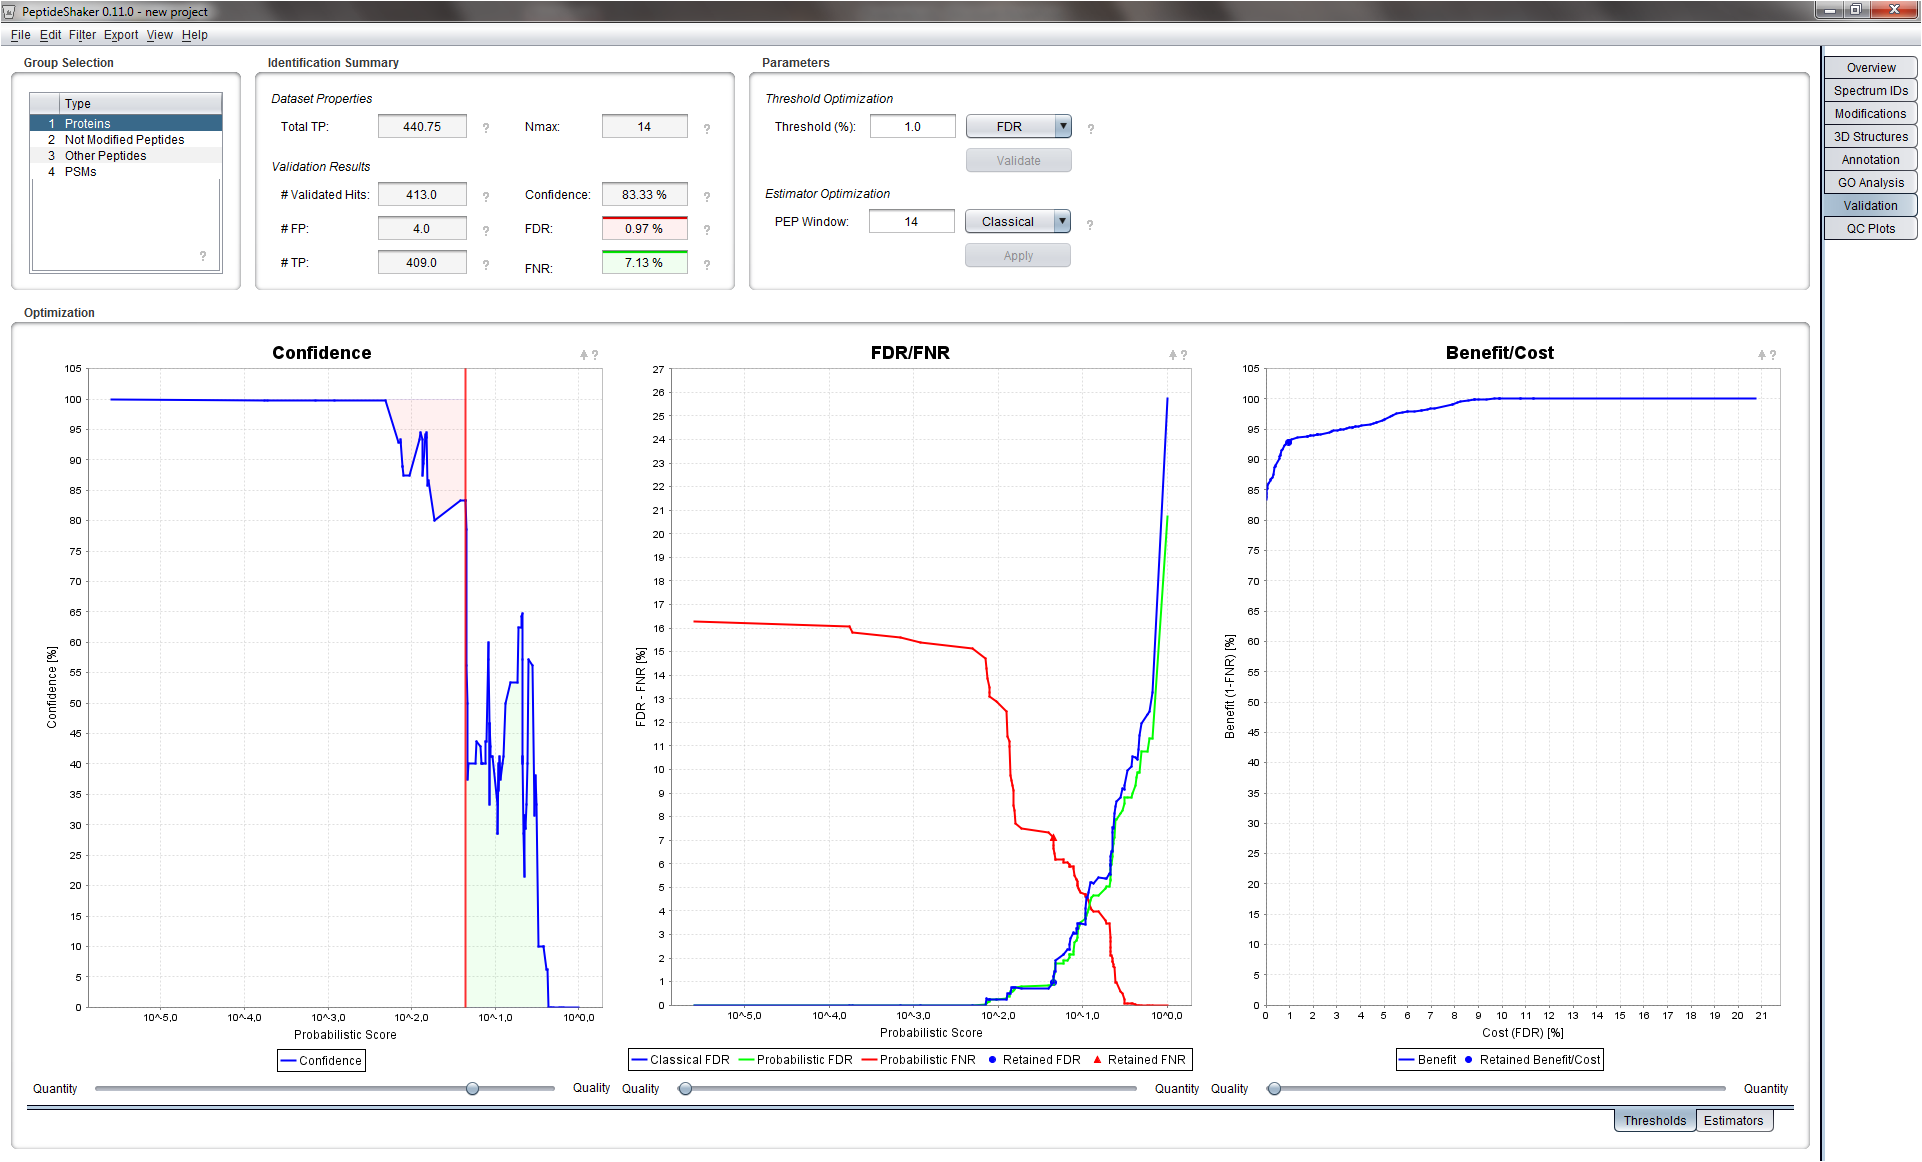 PeptideShaker 0.11.0 - new project
File Edit Filter Export View Help
Group Selection
Type
1 Proteins
2 Not Modified Peptides
3 Other Peptides
4 PSMs
?
Identification Summary
Dataset Properties
Total TP: 440.75 ? Nmax: 14 ?
Validation Results
# Validated Hits: 413.0 ? Confidence: 83.33 % ?
# FP: 4.0 ? FDR: 0.97 % ?
# TP: 409.0 ? FNR: 7.13 % ?
Parameters
Threshold Optimization
Threshold (%): 1.0 FDR ?
Validate
Estimator Optimization
PEP Window: 14 Classical ?
Apply
Overview
Spectrum IDs
Modifications
3D Structures
Annotation
GO Analysis
Validation
QC Plots
Optimization
Confidence
?
105
100
95
90
85
80
75
70
65
60
55
50
45
40
35
30
25
20
15
10
5
0
Confidence [%]
10^-5,0 10^-4,0 10^-3,0 10^-2,0 10^-1,0 10^0,0
Probabilistic Score
Confidence
Quantity Quality
FDR/FNR
?
27
26
25
24
23
22
21
20
19
18
17
16
15
14
13
12
11
10
9
8
7
6
5
4
3
2
1
0
FDR - FNR [%]
10^-5,0 10^-4,0 10^-3,0 10^-2,0 10^-1,0 10^0,0
Probabilistic Score
Classical FDR Probabilistic FDR Probabilistic FNR Retained FDR Retained FNR
Quality Quantity
Benefit/Cost
?
105
100
95
90
85
80
75
70
65
60
55
50
45
40
35
30
25
20
15
10
5
0
Benefit (1-FNR) [%]
0 1 2 3 4 5 6 7 8 9 10 11 12 13 14 15 16 17 18 19 20 21
Cost (FDR) [%]
Benefit Retained Benefit/Cost
Quality Quantity
Thresholds Estimators